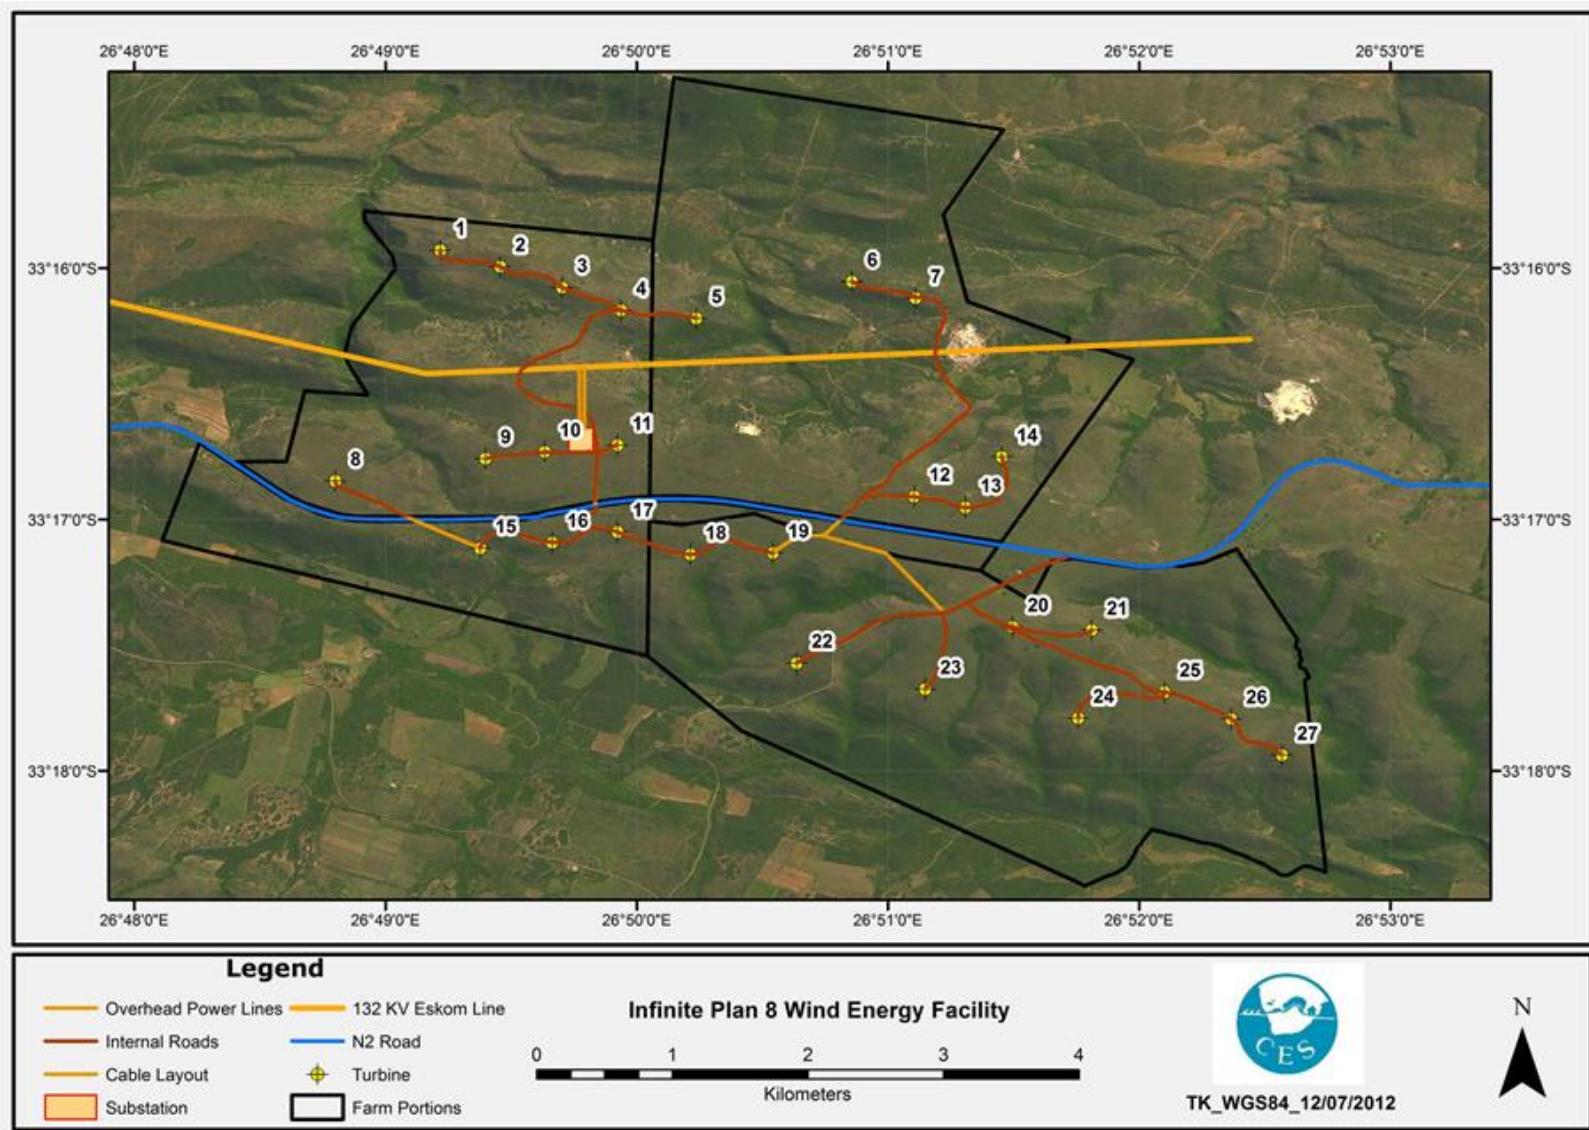 26°48'0"E 26°49'0"E 26°50'0"E 26°51'0"E 26°52'0"E 26°53'0"E
1
2
3
4
5
6
7
33°16'0"S 33°16'0"S
8
9
10
11
12
13
14
33°17'0"S 33°17'0"S
15
16
17
18
19
20
21
22
23
24
25
26
27
33°18'0"S 33°18'0"S
26°48'0"E 26°49'0"E 26°50'0"E 26°51'0"E 26°52'0"E 26°53'0"E
Legend
Overhead Power Lines 132 KV Eskom Line
Internal Roads N2 Road
Cable Layout Turbine
Substation Farm Portions
Infinite Plan 8 Wind Energy Facility
0 1 2 3 4
Kilometers
CES
TK_WGS84_12/07/2012
N